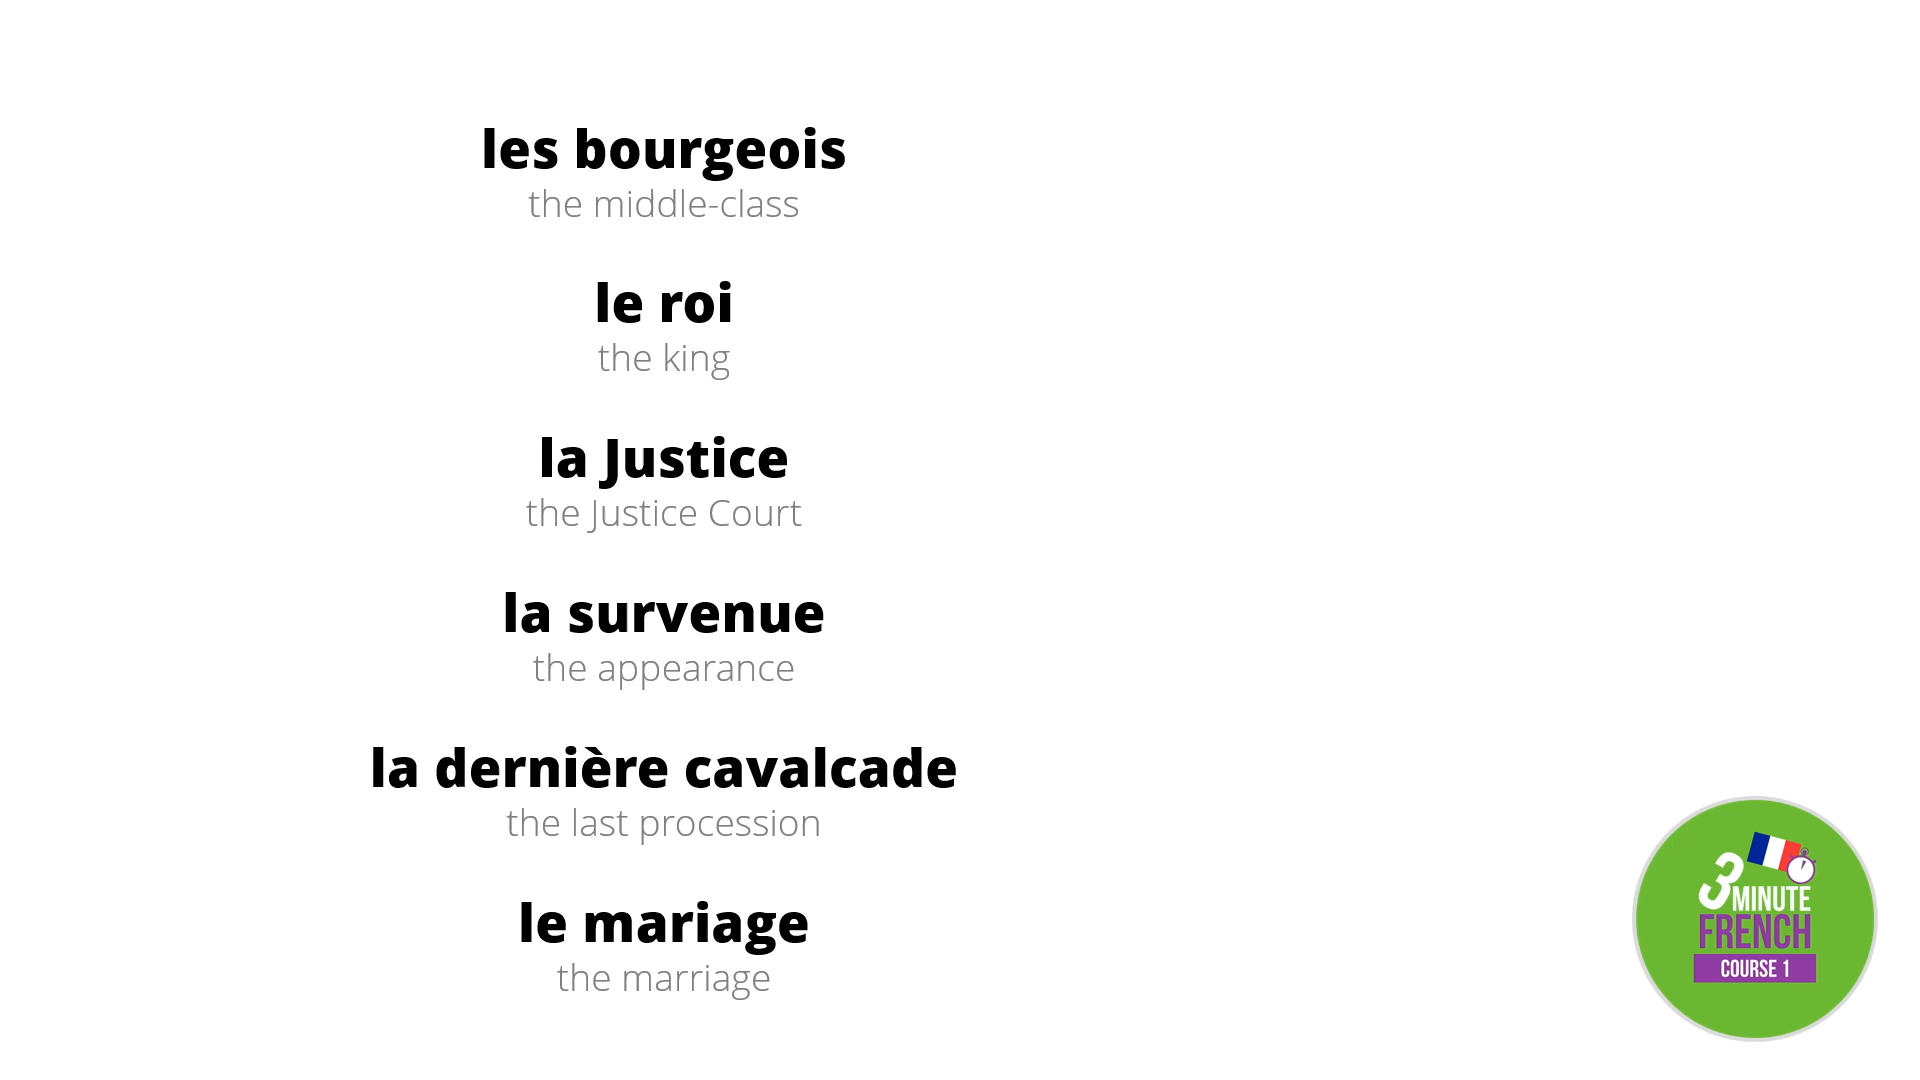 les bourgeois
the middle-class
le roi
the king
la Justice
the Justice Court
la survenue
the appearance
la dernière cavalcade
the last procession
le mariage
the marriage
3 MINUTE
FRENCH
COURSE 1